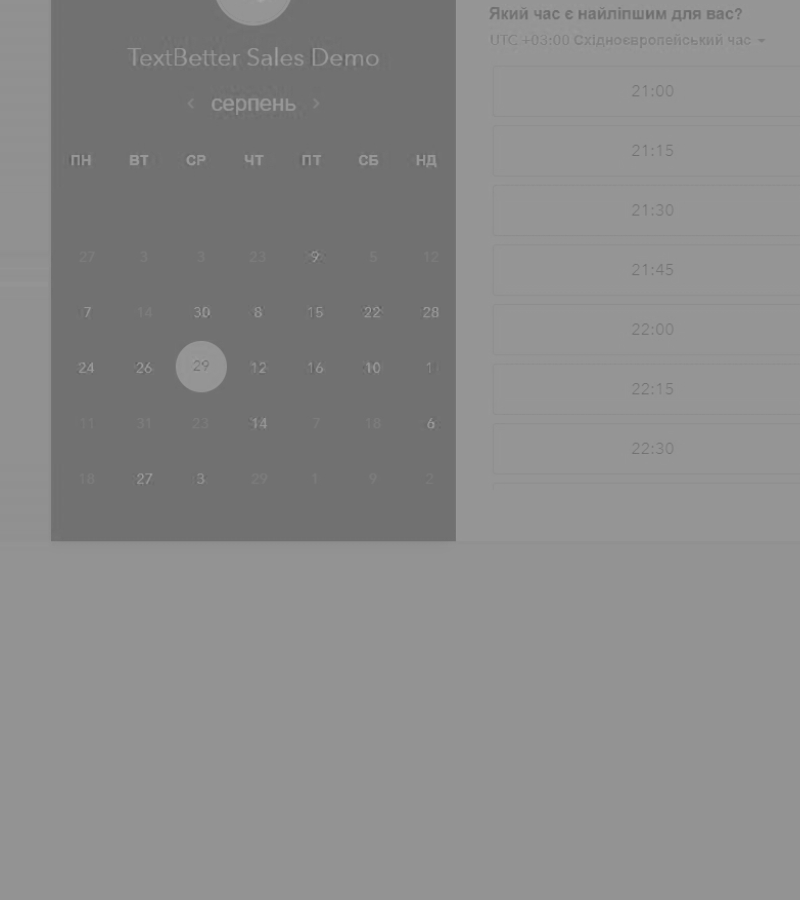 TextBetter Sales Demo
серпень
ПН ВТ СР ЧТ ПТ СБ НД
27 3 3 23 9 5 12
7 14 30 8 15 22 28
24 26 29 12 16 10 1
11 31 23 14 7 18 6
18 27 3 29 1 9 2
Який час є найліпшим для вас?
UTC +03:00 Східноєвропейський час
21:00
21:15
21:30
21:45
22:00
22:15
22:30